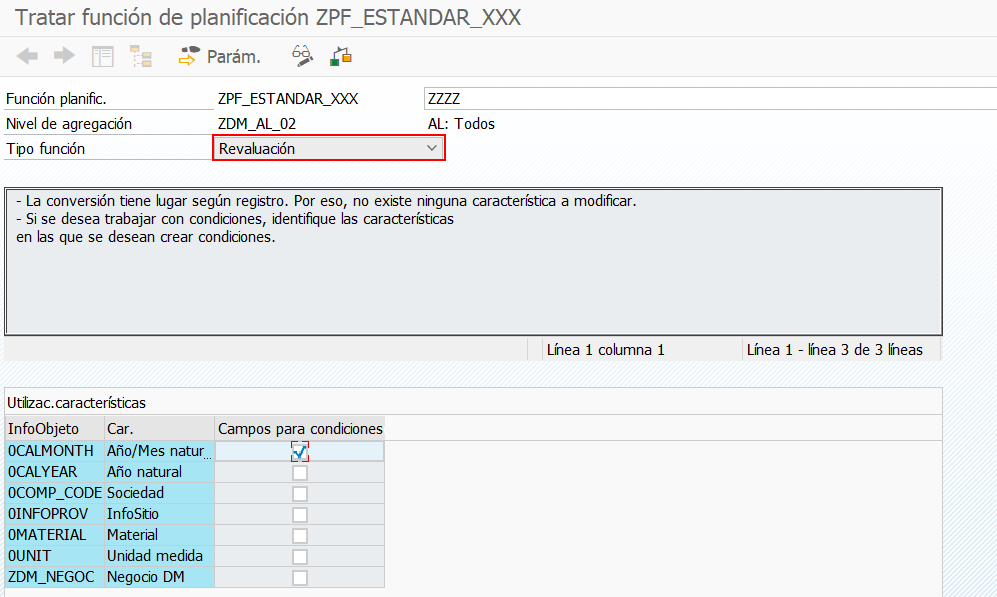 Tratar función de planificación ZPF_ESTANDAR_XXX
Parám.
Función planific. ZPF_ESTANDAR_XXX ZZZZ
Nivel de agregación ZDM_AL_02 AL: Todos
Tipo función Revaluación
- La conversión tiene lugar según registro. Por eso, no existe ninguna característica a modificar.
- Si se desea trabajar con condiciones, identifique las características
en las que se desean crear condiciones.
Línea 1 columna 1 Línea 1 - línea 3 de 3 líneas
Utilizac.características
InfoObjeto Car. Campos para condiciones
0CALMONTH Año/Mes natur...
0CALYEAR Año natural
0COMP_CODE Sociedad
0INFOPROV InfoSitio
0MATERIAL Material
0UNIT Unidad medida
ZDM_NEGOC Negocio DM